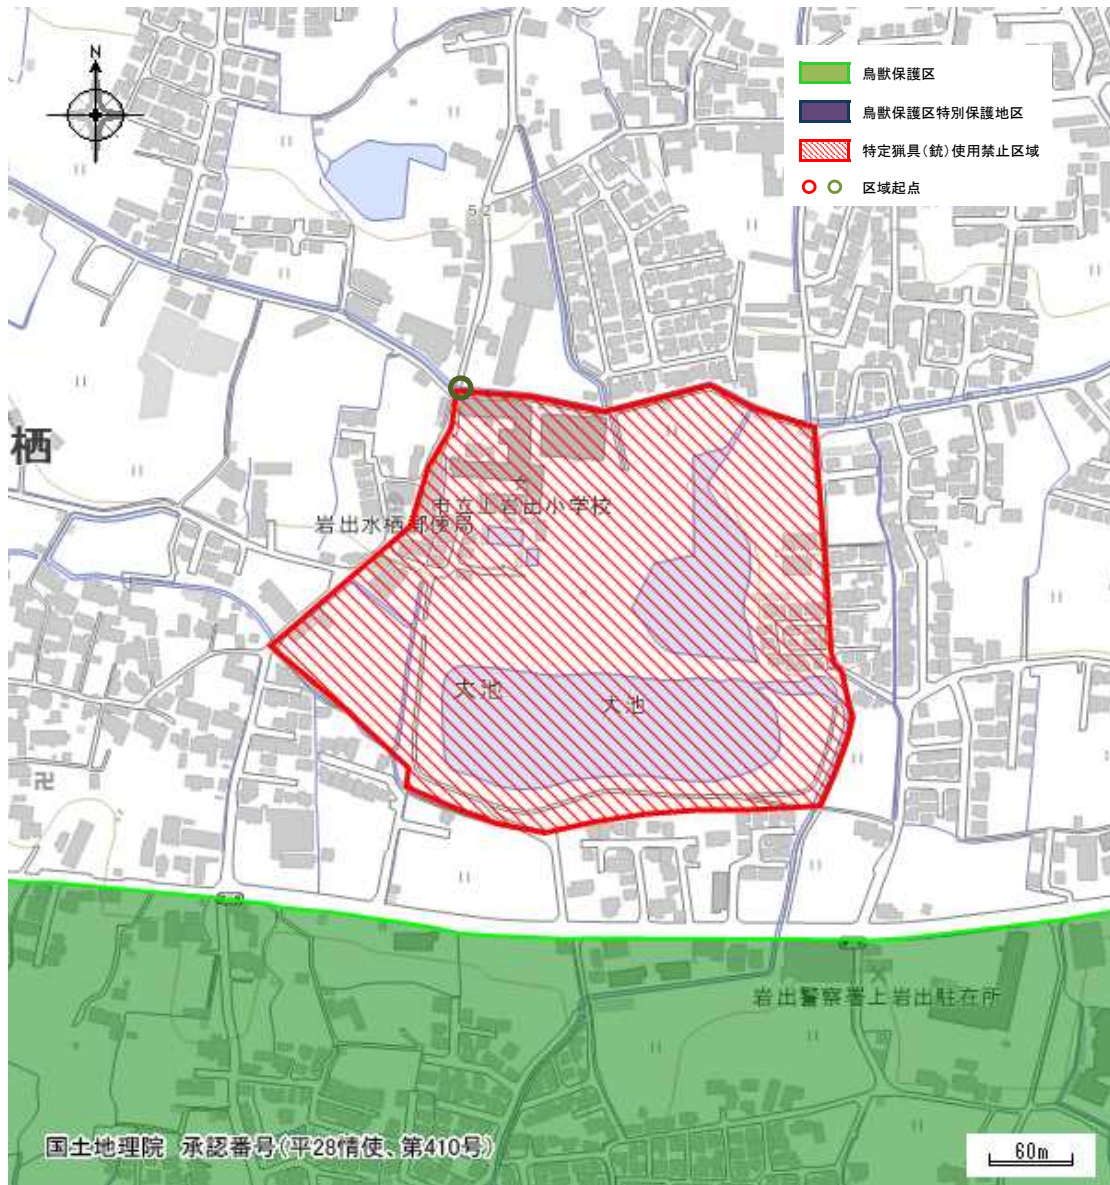 N
鳥獣保護区
鳥獣保護区特別保護地区
特定猟具(銃)使用禁止区域
区域起点
52
栖
市立上岩出小学校
岩出水栖郵便局
大池
大池
岩出警察署上岩出駐在所
国土地理院 承認番号(平28情使、第410号)
60m